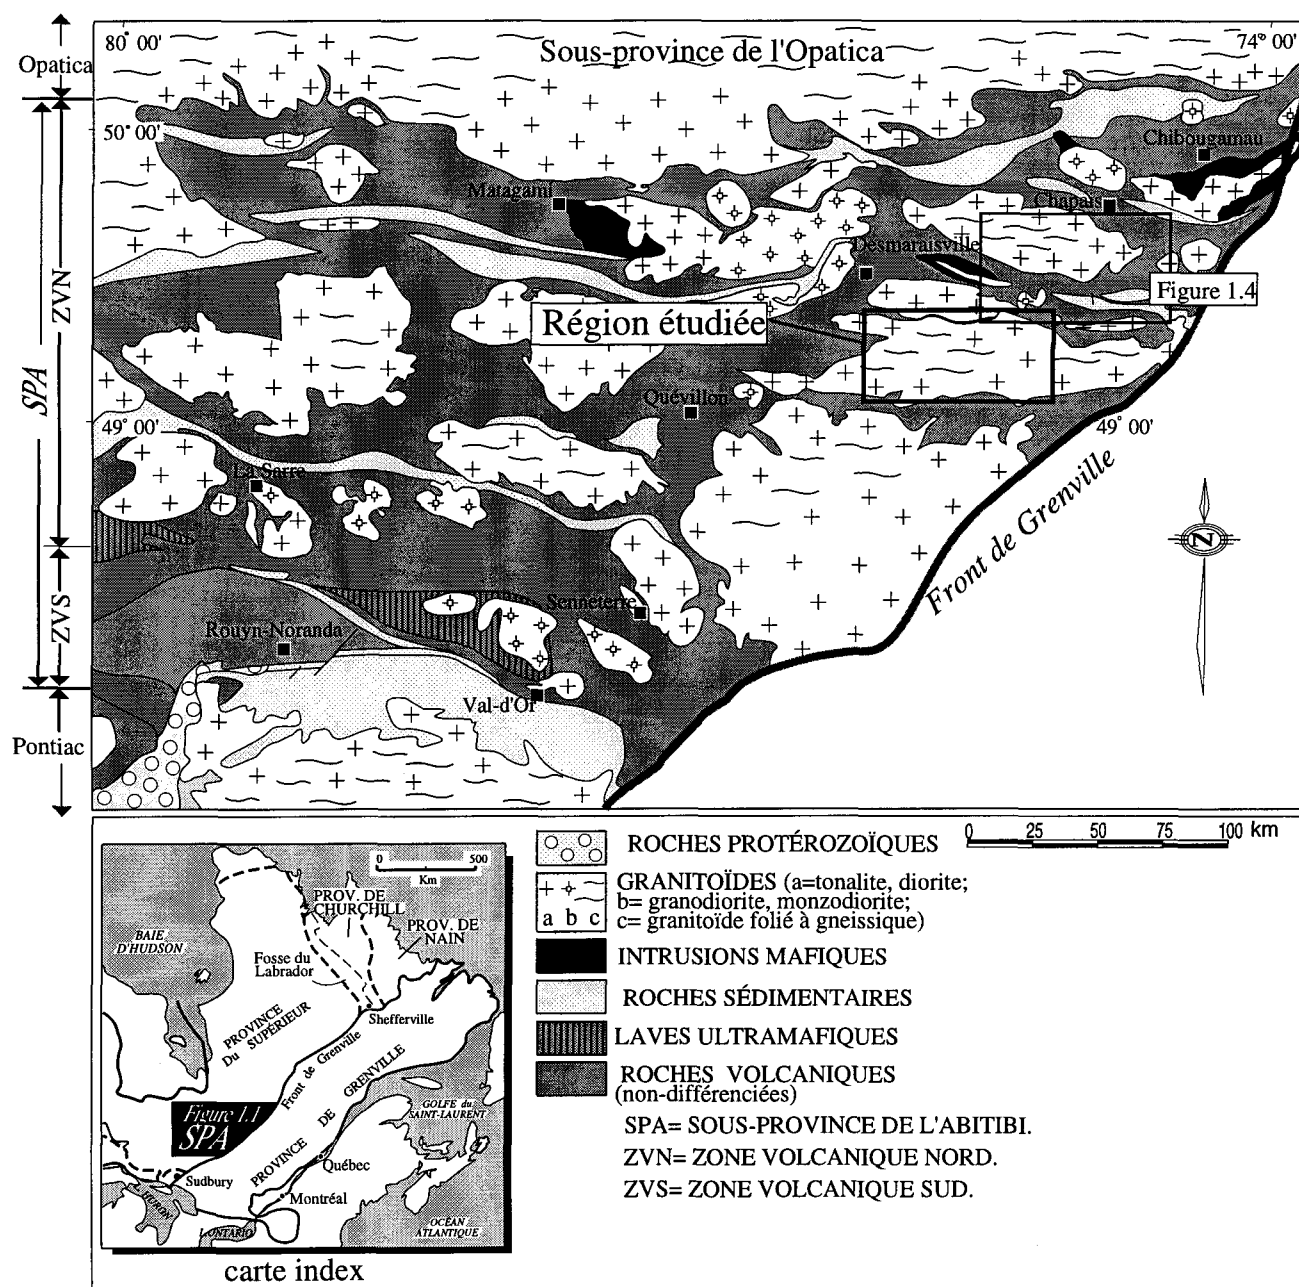 80° 00'
74° 00'
Sous-province de l'Opatica
Opatica
50° 00'
Chibougamau
Matagami
Chapais
Desmaraisville
ZVN
Figure 1.4
Région étudiée
SPA
Quévillon
49° 00'
49° 00'
La Sarre
Front de Grenville
N
Senneterre
ZVS
Rouyn-Noranda
Val-d'Or
Pontiac
0 25 50 75 100 km
ROCHES PROTÉROZOÏQUES
GRANITOÏDES (a=tonalite, diorite;
b= granodiorite, monzodiorite;
a b c c= granitoïde folié à gneissique)
INTRUSIONS MAFIQUES
ROCHES SÉDIMENTAIRES
LAVES ULTRAMAFIQUES
ROCHES VOLCANIQUES
(non-différenciées)
SPA= SOUS-PROVINCE DE L'ABITIBI.
ZVN= ZONE VOLCANIQUE NORD.
ZVS= ZONE VOLCANIQUE SUD.
0 500
Km
PROV. DE
CHURCHILL
PROV. DE
NAIN
BAIE
D'HUDSON
Fosse du
Labrador
Shefferville
PROVINCE
Du SUPÉRIEUR
Front de Grenville
PROVINCE DE GRENVILLE
GOLFE du
SAINT-LAURENT
Figure 1.1
SPA
Québec
Sudbury
Montréal
L. HURON
L.ONTARIO
OCÉAN
ATLANTIQUE
carte index